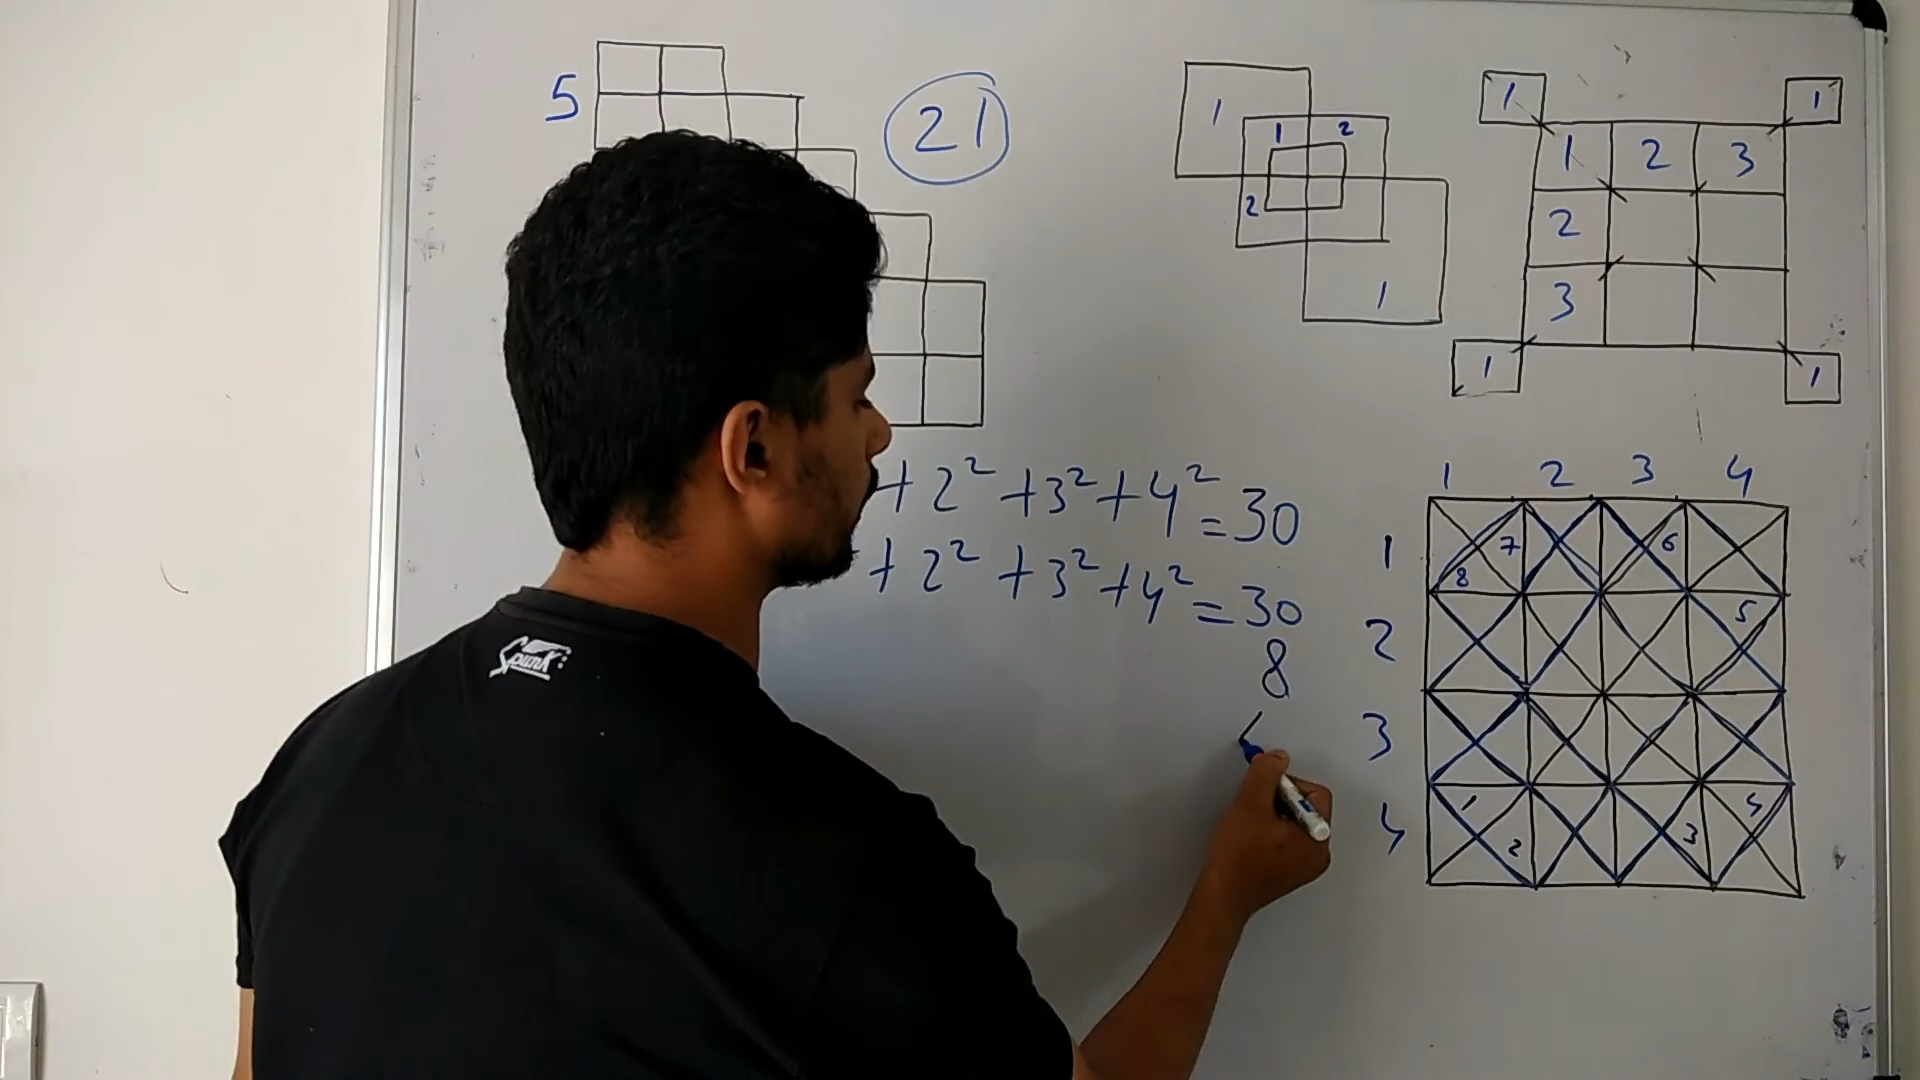 5
21
1
1 2
2
1
1 1
1 2 3
2
3
1 1
+ 2² + 3² + 4² = 30
+ 2² + 3² + 4² = 30
8
Spunk
1 2 3 4
1 7 6
8
2 5
3
4 1 2 3 4